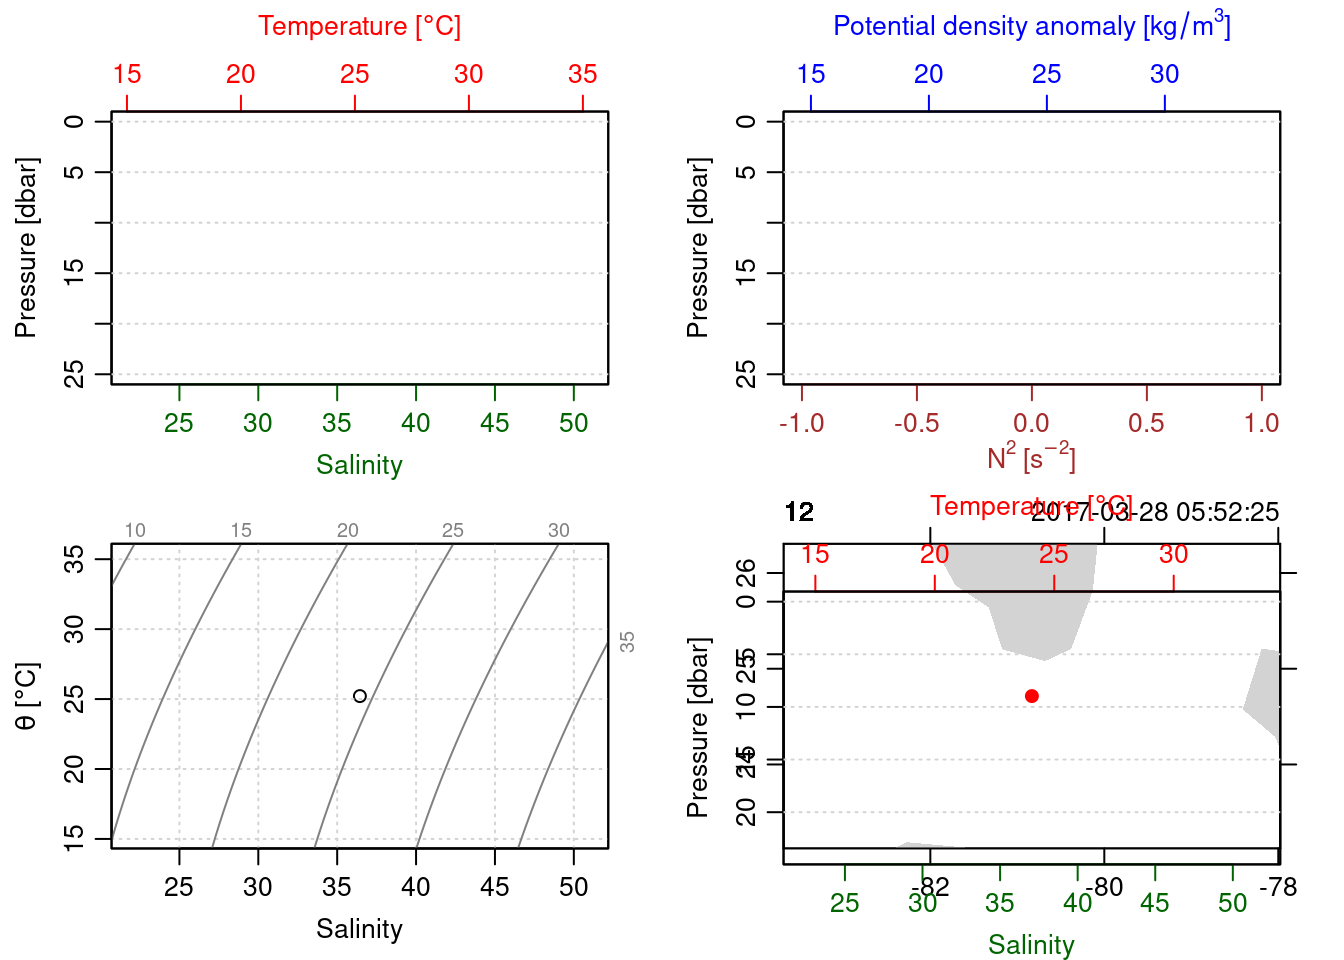 Temperature [°C]
15 20 25 30 35
Pressure [dbar]
0
5
15
25
25 30 35 40 45 50
Salinity
Potential density anomaly [kg/m³]
15 20 25 30
Pressure [dbar]
0
5
15
25
-1.0 -0.5 0.0 0.5 1.0
N² [s⁻²]
10 15 20 25 30
35
θ [°C]
35
30
25
20
15
25 30 35 40 45 50
Salinity
12
Temperature [°C]
2017-03-28 05:52:25
15 20 25 30
26
0
Pressure [dbar]
25
10
20
-82 -80 -78
25 30 35 40 45 50
Salinity